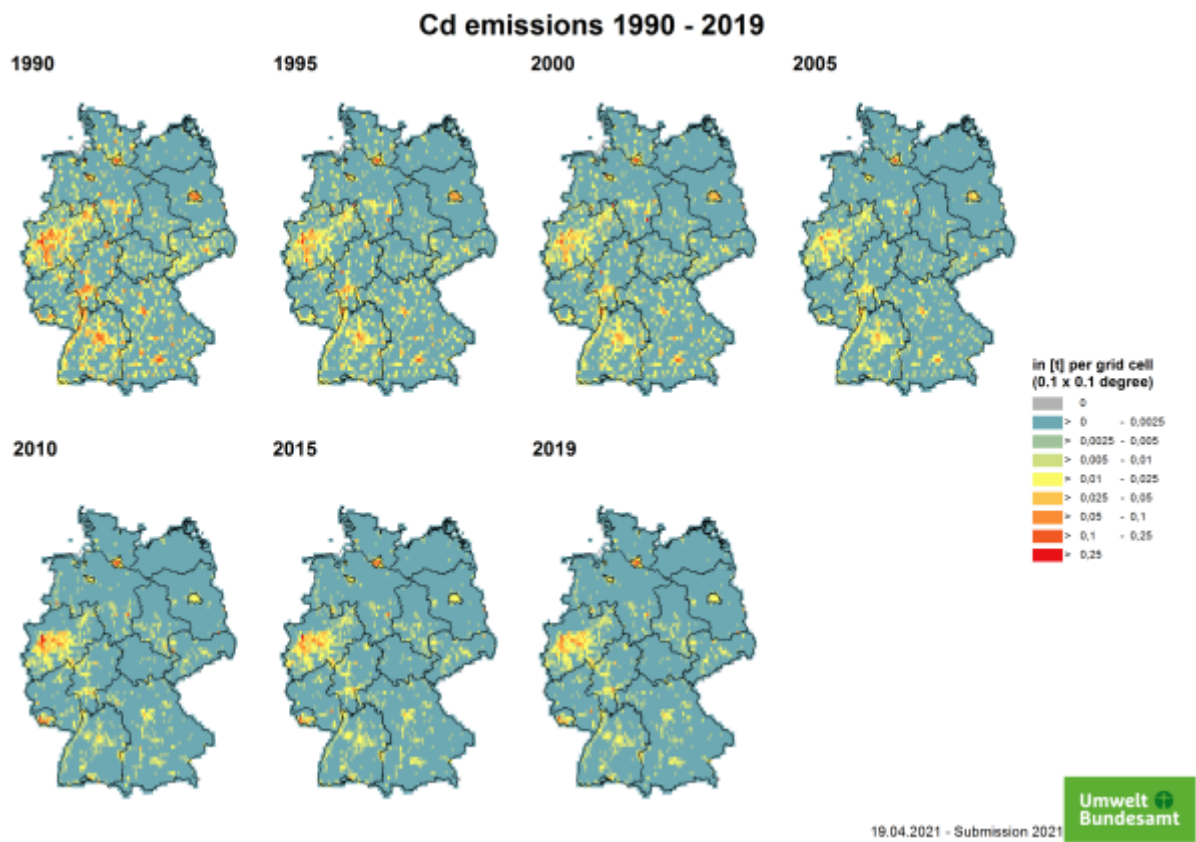 Cd emissions 1990 - 2019
1990
1995
2000
2005
2010
2015
2019
in [t] per grid cell
(0.1 x 0.1 degree)
0
> 0 - 0,0025
> 0,0025 - 0,005
> 0,005 - 0,01
> 0,01 - 0,025
> 0,025 - 0,05
> 0,05 - 0,1
> 0,1 - 0,25
> 0,25
19.04.2021 - Submission 2021
Umwelt
Bundesamt